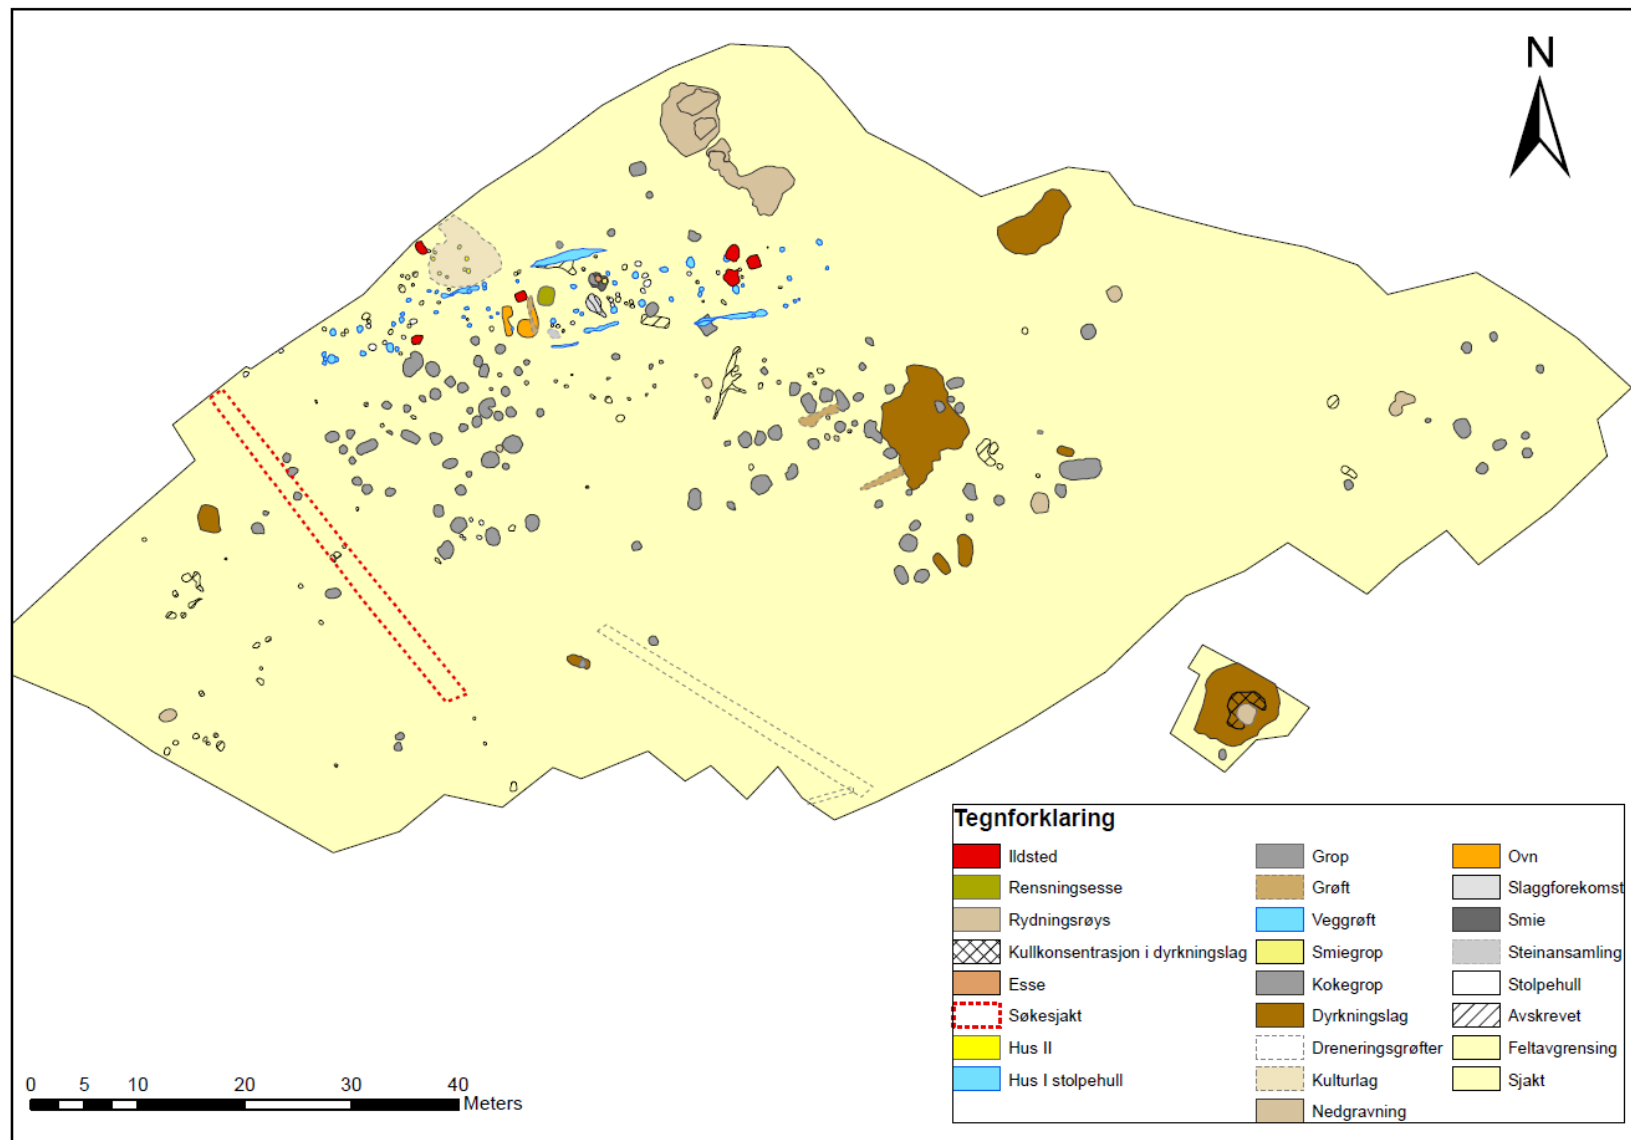 N
Tegnforklaring
Ildsted
Rensningsesse
Rydningsrøys
Kullkonsentrasjon i dyrkningslag
Esse
Søkesjakt
Hus II
Hus I stolpehull
Grop
Grøft
Veggrøft
Smiegrop
Kokegrop
Dyrkningslag
Dreneringsgrøfter
Kulturlag
Nedgravning
Ovn
Slaggforekomst
Smie
Steinansamling
Stolpehull
Avskrevet
Feltavgrensing
Sjakt
0 5 10 20 30 40
Meters